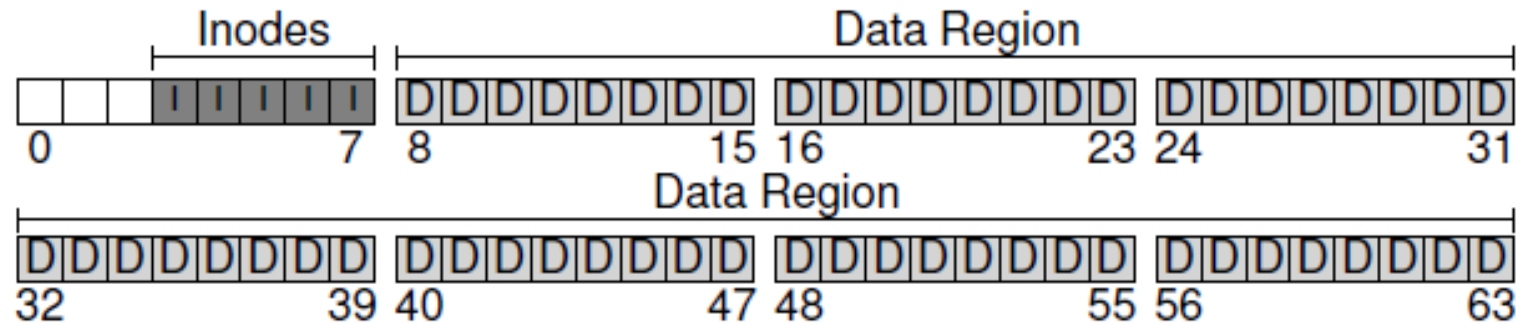 Inodes Data Region
I I I I I D D D D D D D D D D D D D D D D D D D D D D D D
0 7 8 15 16 23 24 31
Data Region
D D D D D D D D D D D D D D D D D D D D D D D D D D D D D D D D
32 39 40 47 48 55 56 63